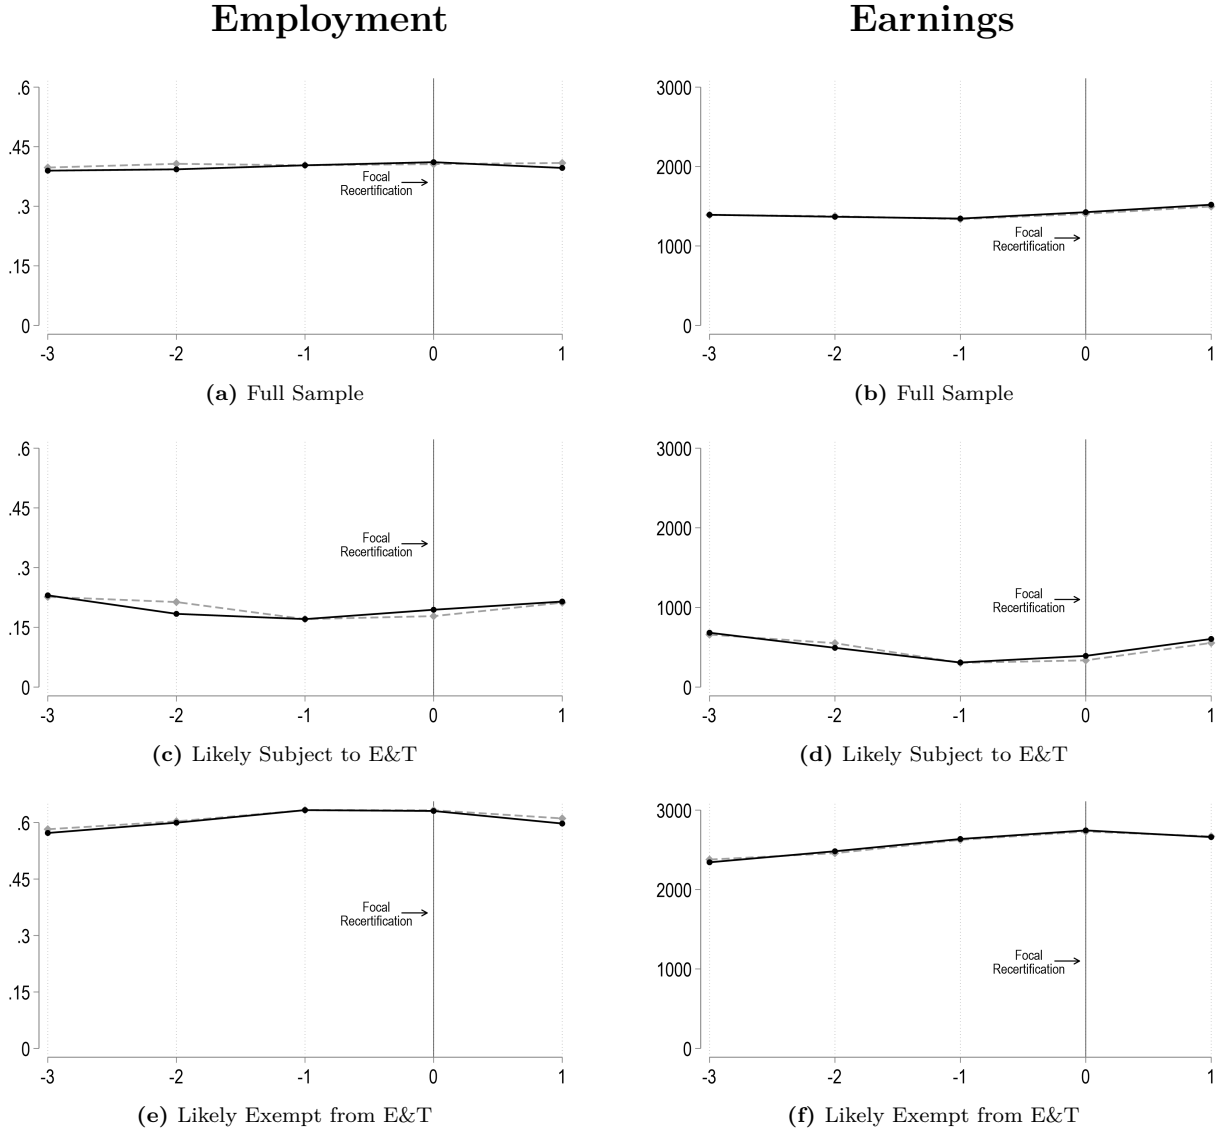 Employment
Earnings
.6
.45
.3
.15
0
Focal
Recertification
-3 -2 -1 0 1
(a) Full Sample
3000
2000
1000
0
Focal
Recertification
-3 -2 -1 0 1
(b) Full Sample
.6
.45
.3
.15
0
Focal
Recertification
-3 -2 -1 0 1
(c) Likely Subject to E&T
3000
2000
1000
0
Focal
Recertification
-3 -2 -1 0 1
(d) Likely Subject to E&T
.6
.45
.3
.15
0
Focal
Recertification
-3 -2 -1 0 1
(e) Likely Exempt from E&T
3000
2000
1000
0
Focal
Recertification
-3 -2 -1 0 1
(f) Likely Exempt from E&T